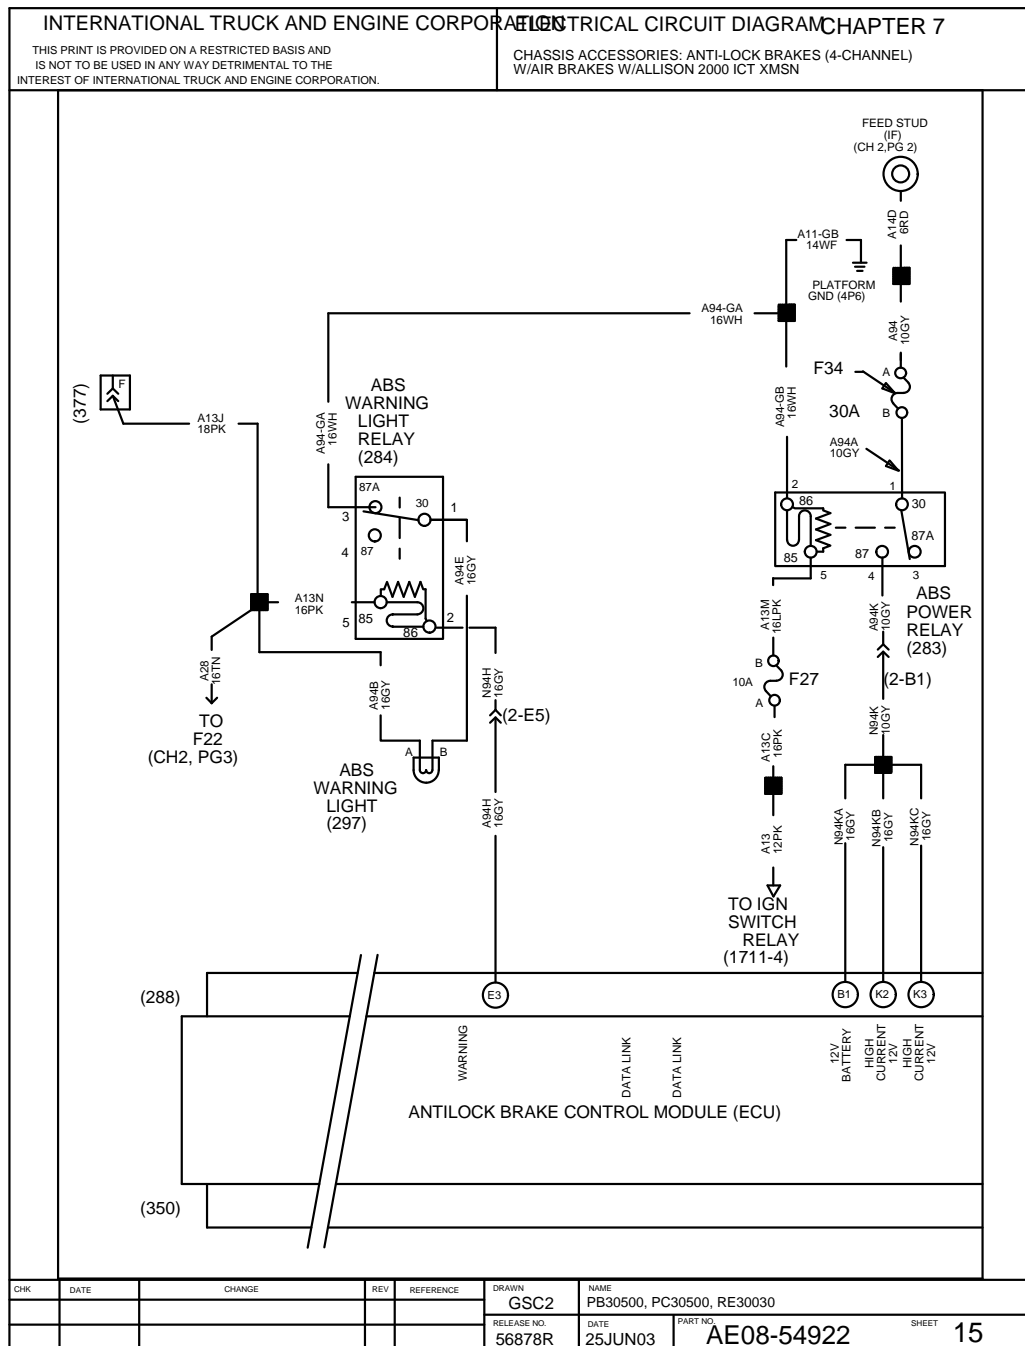 INTERNATIONAL TRUCK AND ENGINE CORPORATION
ELECTRICAL CIRCUIT DIAGRAM
CHAPTER 7
THIS PRINT IS PROVIDED ON A RESTRICTED BASIS AND
IS NOT TO BE USED IN ANY WAY DETRIMENTAL TO THE
INTEREST OF INTERNATIONAL TRUCK AND ENGINE CORPORATION.
CHASSIS ACCESSORIES: ANTI-LOCK BRAKES (4-CHANNEL)
W/AIR BRAKES W/ALLISON 2000 ICT XMSN
FEED STUD
(IF)
(CH 2,PG 2)
A14D
6RD
A11-GB
14WF
PLATFORM
GND (4P6)
A94-GA
16WH
A94
10GY
F34
A
30A
B
A94A
10GY
A94-GB
16WH
(377)
F
A13J
18PK
ABS
WARNING
LIGHT
RELAY
(284)
A94-GA
16WH
87A
30
1
3
4
87
A94E
16GY
2
1
86
30
87A
85
87
5
4
3
ABS
POWER
RELAY
(283)
A13N
16PK
5
85
86
2
A13M
16LPK
A94K
10GY
A28
16TN
TO
F22
(CH2, PG3)
A94B
16GY
N94H
16GY
(2-E5)
B
10A
F27
A
(2-B1)
A13C
16PK
N94K
10GY
A
B
ABS
WARNING
LIGHT
(297)
A94H
16GY
A13
12PK
N94KA
16GY
N94KB
16GY
N94KC
16GY
TO IGN
SWITCH
RELAY
(1711-4)
(288)
E3
B1
K2
K3
WARNING
DATA LINK
DATA LINK
12V
BATTERY
HIGH
CURRENT
12V
HIGH
CURRENT
12V
ANTILOCK BRAKE CONTROL MODULE (ECU)
(350)
CHK
DATE
CHANGE
REV
REFERENCE
DRAWN
GSC2
NAME
PB30500, PC30500, RE30030
RELEASE NO.
56878R
DATE
25JUN03
PART NO.
AE08-54922
SHEET
15